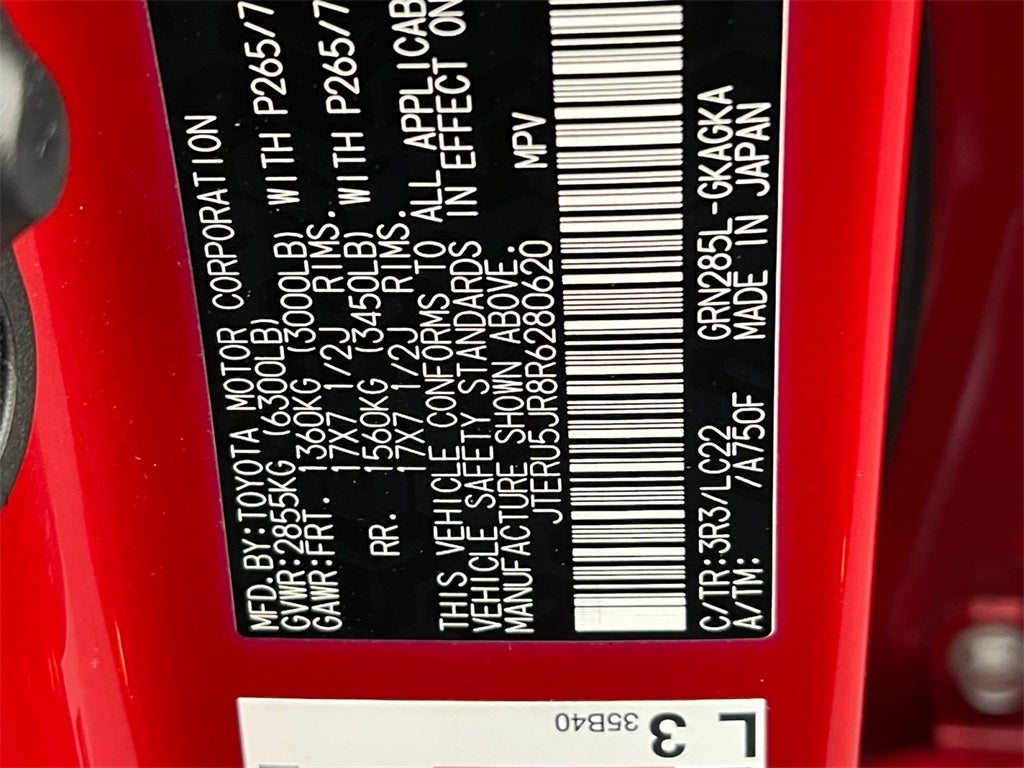 MFD.BY:TOYOTA MOTOR CORPORATION
GVWR:2855KG (6300LB)
GAWR:FRT. 1360KG (3000LB) WITH P265/7
17X7 1/2J RIMS.
RR. 1560KG (3450LB) WITH P265/7
17X7 1/2J RIMS.
THIS VEHICLE CONFORMS TO ALL APPLICAB
VEHICLE SAFETY STANDARDS IN EFFECT ON
MANUFACTURE SHOWN ABOVE.
JTERU5JR8R6280620 MPV
C/TR:3R3/LC22 GRN285L-GKAGKA
A/TM: /A750F MADE IN JAPAN
L 3 35B40